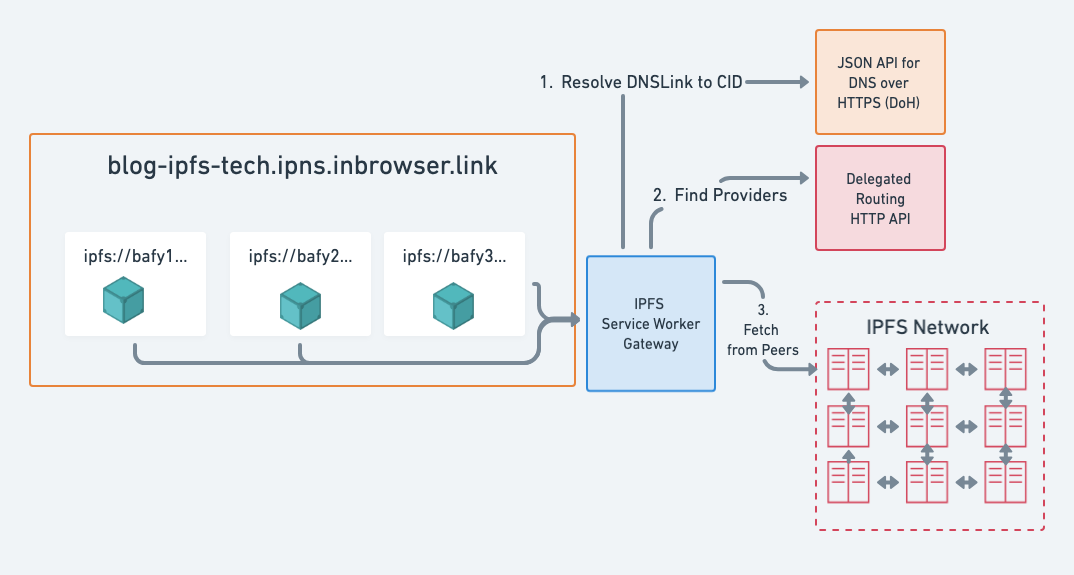 1. Resolve DNSLink to CID
JSON API for
DNS over
HTTPS (DoH)
blog-ipfs-tech.ipns.inbrowser.link
2. Find Providers
Delegated
Routing
HTTP API
ipfs://bafy1...
ipfs://bafy2...
ipfs://bafy3...
IPFS
Service Worker
Gateway
3.
Fetch
from Peers
IPFS Network